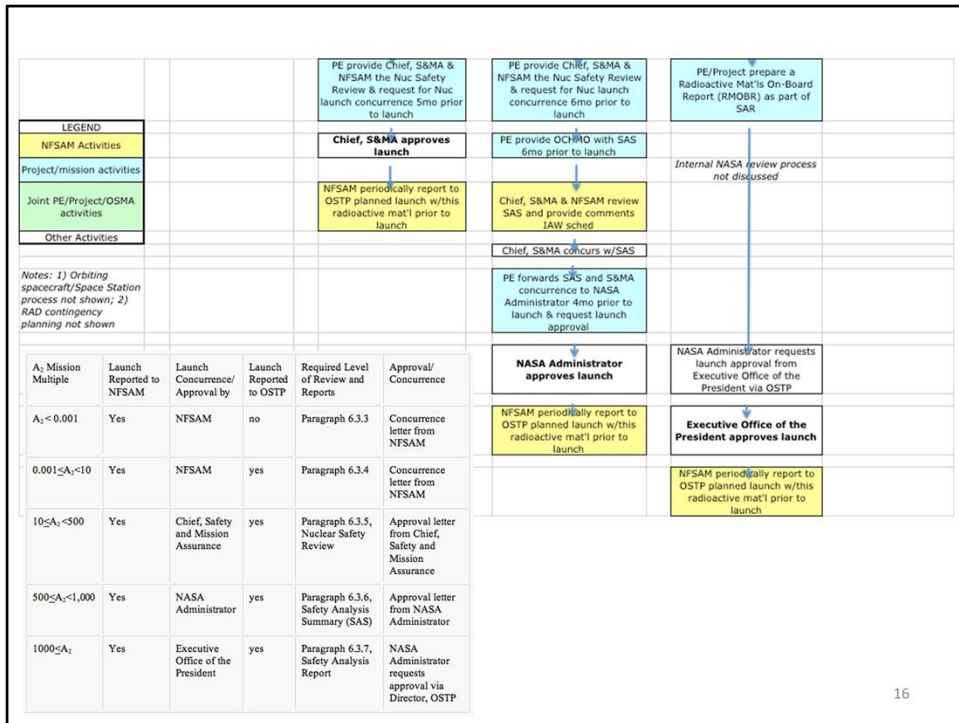 PE provide Chief, S&MA &
NFSAM the Nuc Safety
Review & request for Nuc
launch concurrence 5mo prior
to launch
PE provide Chief, S&MA &
NFSAM the Nuc Safety Review
& request for Nuc launch
concurrence 6mo prior to
launch
PE/Project prepare a
Radioactive Mat'ls On-Board
Report (RMOBR) as part of
SAR
LEGEND
NFSAM Activities
Project/mission activities
Joint PE/Project/OSMA
activities
Other Activities
Chief, S&MA approves
launch
PE provide OCHMO with SAS
6mo prior to launch
Internal NASA review process
not discussed
NFSAM periodically report to
OSTP planned launch w/this
radioactive mat'l prior to
launch
Chief, S&MA & NFSAM review
SAS and provide comments
IAW sched
Chief, S&MA concurs w/SAS
Notes: 1) Orbiting
spacecraft/Space Station
process not shown; 2)
RAD contingency
planning not shown
PE forwards SAS and S&MA
concurrence to NASA
Administrator 4mo prior to
launch & request launch
approval
NASA Administrator
approves launch
NASA Administrator requests
launch approval from
Executive Office of the
President via OSTP
NFSAM periodically report to
OSTP planned launch w/this
radioactive mat'l prior to
launch
Executive Office of the
President approves launch
NFSAM periodically report to
OSTP planned launch w/this
radioactive mat'l prior to
launch
A₂ Mission
Multiple
Launch
Reported to
NFSAM
Launch
Concurrence/
Approval by
Launch
Reported
to OSTP
Required Level
of Review and
Reports
Approval/
Concurrence
A₂< 0.001
Yes
NFSAM
no
Paragraph 6.3.3
Concurrence
letter from
NFSAM
0.001≤A₂<10
Yes
NFSAM
yes
Paragraph 6.3.4
Concurrence
letter from
NFSAM
10≤A₂<500
Yes
Chief, Safety
and Mission
Assurance
yes
Paragraph 6.3.5,
Nuclear Safety
Review
Approval letter
from Chief,
Safety and
Mission
Assurance
500≤A₂<1,000
Yes
NASA
Administrator
yes
Paragraph 6.3.6,
Safety Analysis
Summary (SAS)
Approval letter
from NASA
Administrator
1000≤A₂
Yes
Executive
Office of the
President
yes
Paragraph 6.3.7,
Safety Analysis
Report
NASA
Administrator
requests
approval via
Director, OSTP
16